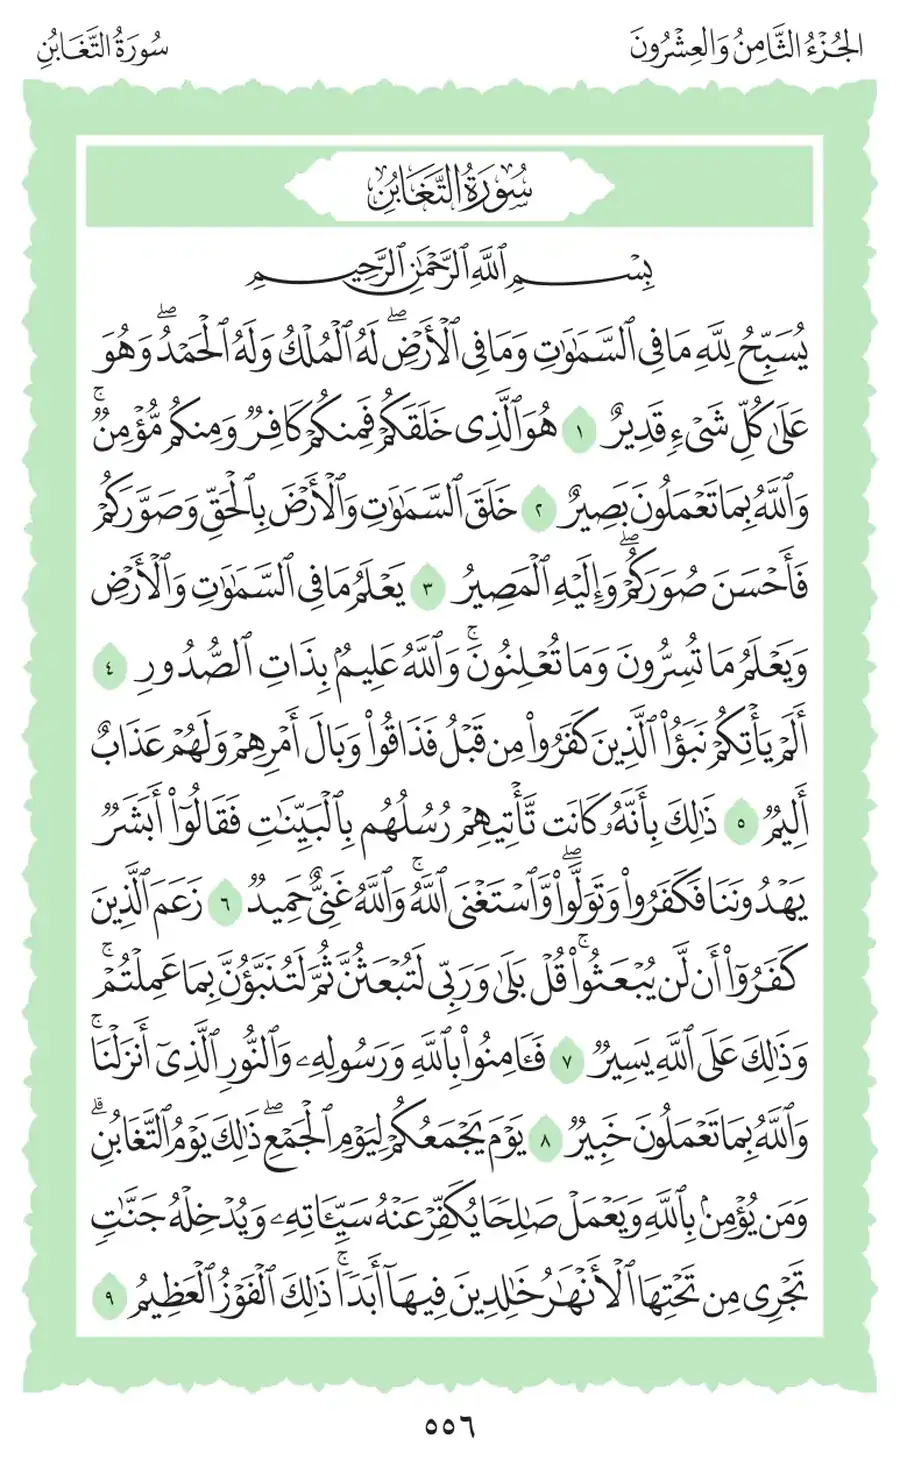 الجُزْءُ الثَّامِنُ وَالعِشْرُونَ
سُورَةُ التَّغَابُنِ
سُورَةُ التَّغَابُنِ
بِسْمِ ٱللَّهِ ٱلرَّحْمَٰنِ ٱلرَّحِيمِ
يُسَبِّحُ لِلَّهِ مَا فِي ٱلسَّمَٰوَٰتِ وَمَا فِي ٱلْأَرْضِۖ لَهُ ٱلْمُلْكُ وَلَهُ ٱلْحَمْدُۖ وَهُوَ
عَلَىٰ كُلِّ شَيْءٖ قَدِيرٌ ١ هُوَ ٱلَّذِي خَلَقَكُمْ فَمِنكُمْ كَافِرٞ وَمِنكُم مُّؤْمِنٞۚ
وَٱللَّهُ بِمَا تَعْمَلُونَ بَصِيرٌ ٢ خَلَقَ ٱلسَّمَٰوَٰتِ وَٱلْأَرْضَ بِٱلْحَقِّ وَصَوَّرَكُمْ
فَأَحْسَنَ صُوَرَكُمْۖ وَإِلَيْهِ ٱلْمَصِيرُ ٣ يَعْلَمُ مَا فِي ٱلسَّمَٰوَٰتِ وَٱلْأَرْضِ
وَيَعْلَمُ مَا تُسِرُّونَ وَمَا تُعْلِنُونَۚ وَٱللَّهُ عَلِيمُۢ بِذَاتِ ٱلصُّدُورِ ٤
أَلَمْ يَأْتِكُمْ نَبَؤُاْ ٱلَّذِينَ كَفَرُواْ مِن قَبْلُ فَذَاقُواْ وَبَالَ أَمْرِهِمْ وَلَهُمْ عَذَابٌ
أَلِيمٞ ٥ ذَٰلِكَ بِأَنَّهُۥ كَانَت تَّأْتِيهِمْ رُسُلُهُم بِٱلْبَيِّنَٰتِ فَقَالُوٓاْ أَبَشَرٞ
يَهْدُونَنَا فَكَفَرُواْ وَتَوَلَّواْۖ وَّٱسْتَغْنَى ٱللَّهُۚ وَٱللَّهُ غَنِيٌّ حَمِيدٞ ٦ زَعَمَ ٱلَّذِينَ
كَفَرُوٓاْ أَن لَّن يُبْعَثُواْۚ قُلْ بَلَىٰ وَرَبِّي لَتُبْعَثُنَّ ثُمَّ لَتُنَبَّؤُنَّ بِمَا عَمِلْتُمْۚ
وَذَٰلِكَ عَلَى ٱللَّهِ يَسِيرٞ ٧ فَـَٔامِنُواْ بِٱللَّهِ وَرَسُولِهِۦ وَٱلنُّورِ ٱلَّذِيٓ أَنزَلْنَاۚ
وَٱللَّهُ بِمَا تَعْمَلُونَ خَبِيرٞ ٨ يَوْمَ يَجْمَعُكُمْ لِيَوْمِ ٱلْجَمْعِۖ ذَٰلِكَ يَوْمُ ٱلتَّغَابُنِۗ
وَمَن يُؤْمِنۢ بِٱللَّهِ وَيَعْمَلْ صَٰلِحٗا يُكَفِّرْ عَنْهُ سَيِّـَٔاتِهِۦ وَيُدْخِلْهُ جَنَّٰتٖ
تَجْرِي مِن تَحْتِهَا ٱلْأَنْهَٰرُ خَٰلِدِينَ فِيهَآ أَبَدٗاۚ ذَٰلِكَ ٱلْفَوْزُ ٱلْعَظِيمُ ٩
٥٥٦